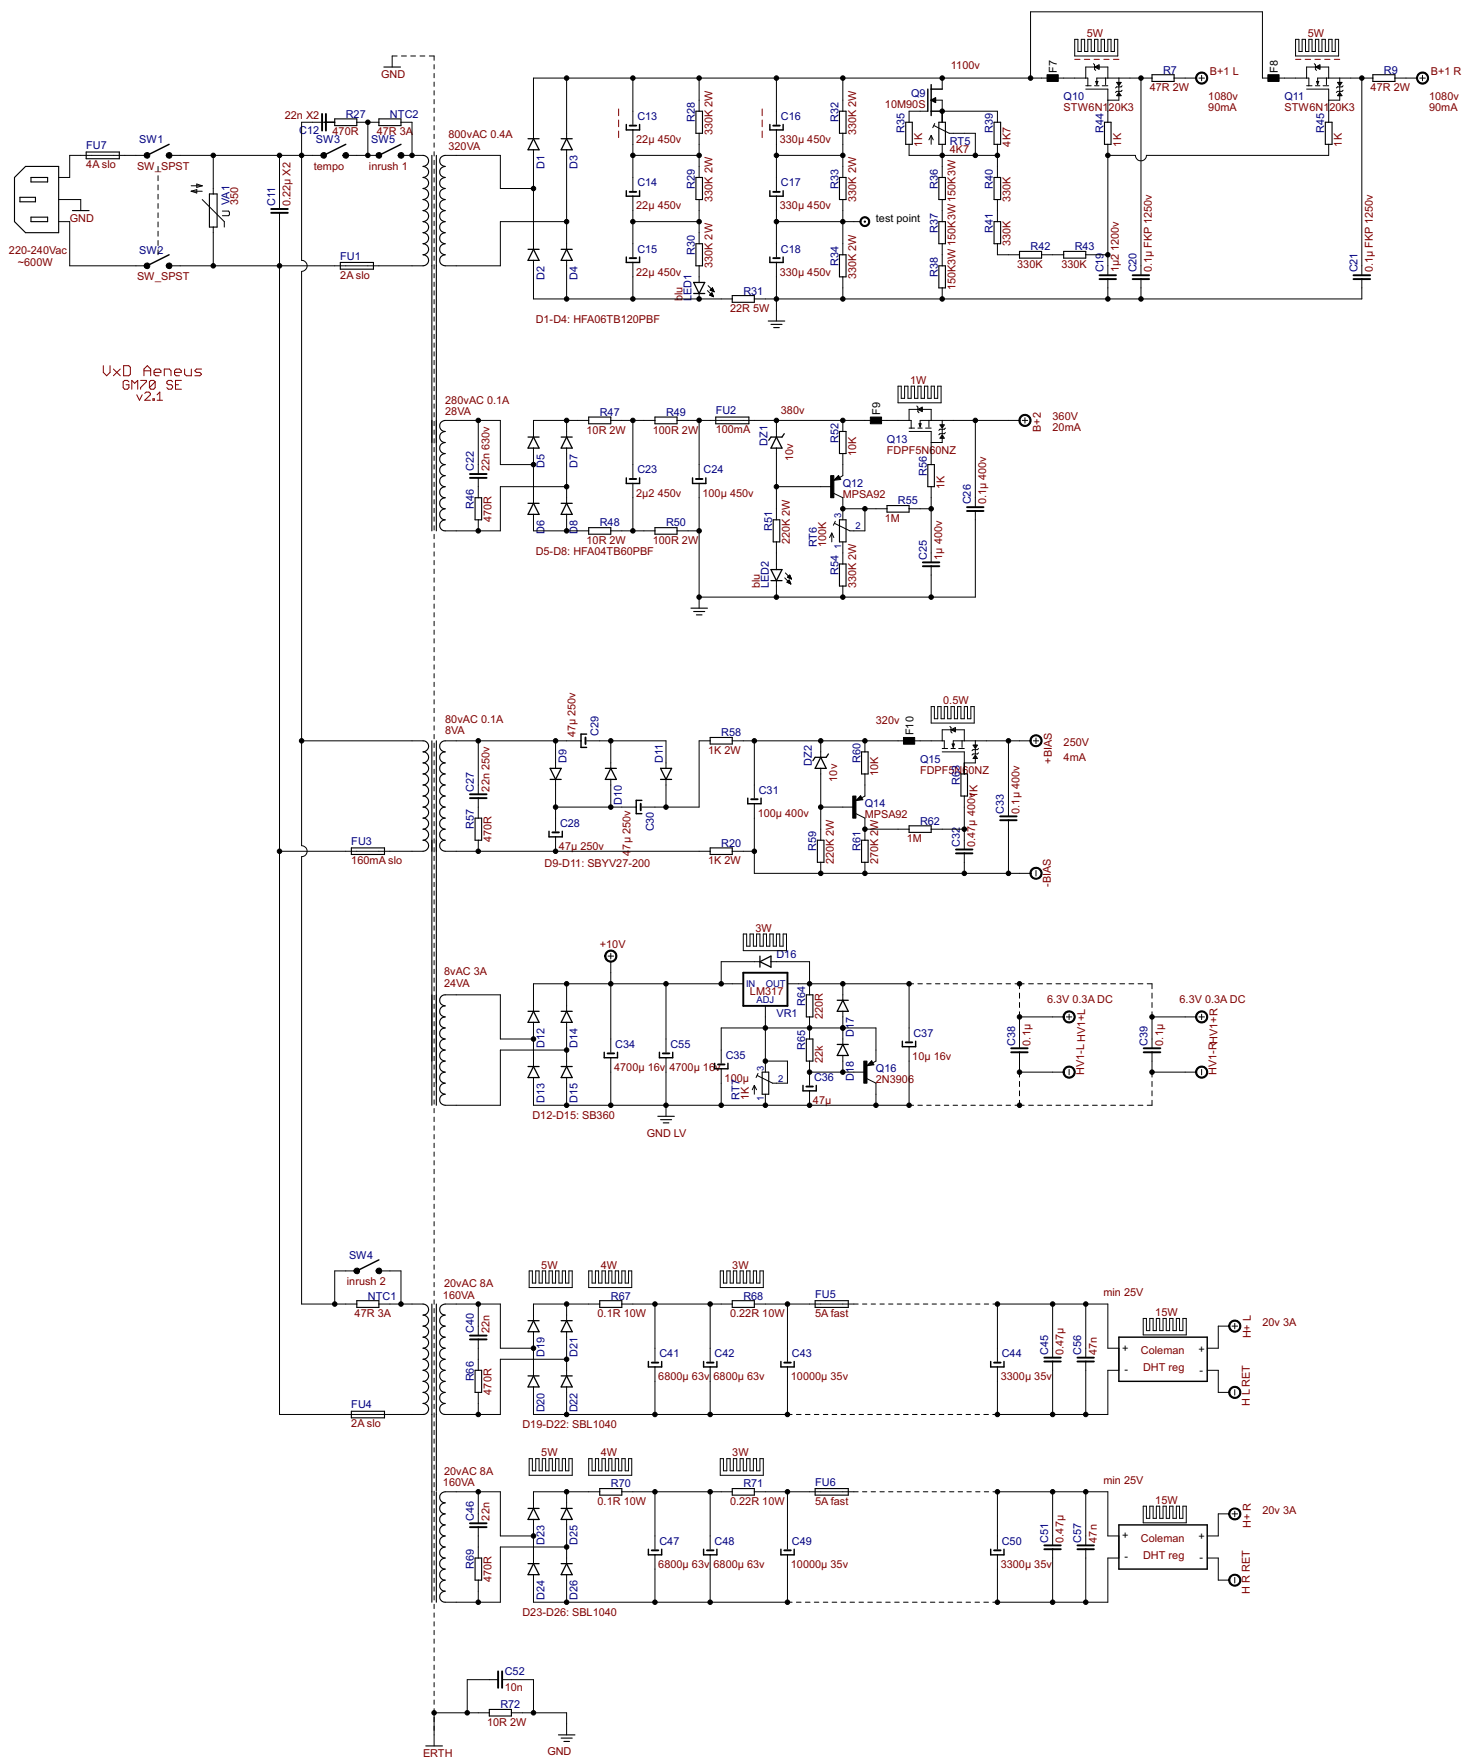 GND
22n X2
C12
R27
470R
NTC2
47R 3A
SW3
tempo
SW5
inrush 1
FU7
4A slo
SW1
SW_SPST
GND
220-240Vac
~600W
SW2
SW_SPST
VA1
350
U
C11
0.22µ X2
FU1
2A slo
800vAC 0.4A
320VA
D1
D3
D2
D4
D1-D4: HFA06TB120PBF
C13
22µ 450v
C14
22µ 450v
C15
22µ 450v
R28
330K 2W
R29
330K 2W
R30
330K 2W
blu
LED1
R31
22R 5W
C16
330µ 450v
C17
330µ 450v
C18
330µ 450v
R32
330K 2W
R33
330K 2W
R34
330K 2W
test point
1100v
Q9
10M90S
R35
1K
RT5
4K7
R39
4K7
R36
150K3W
R37
150K3W
R38
150K3W
R40
330K
R41
330K
R42
330K
R43
330K
F7
5W
Q10
STW6N120K3
R44
1K
C19
1µ2 1200v
C20
0.1µ FKP 1250v
R7
47R 2W
B+1 L
1080v
90mA
F8
5W
Q11
STW6N120K3
R45
1K
C21
0.1µ FKP 1250v
R9
47R 2W
B+1 R
1080v
90mA
VxD Aeneus
GM70 SE
v2.1
280vAC 0.1A
28VA
C22
22n 630v
R46
470R
D5
D7
D6
D8
D5-D8: HFA04TB60PBF
R47
10R 2W
R49
100R 2W
C23
2µ2 450v
C24
100µ 450v
R48
10R 2W
R50
100R 2W
FU2
100mA
380v
DZ1
10v
R52
10K
Q12
MPSA92
R51
220K 2W
blu
LED2
RT6
100K
3
2
1
R54
330K 2W
R55
1M
F9
1W
Q13
FDPF5N60NZ
R56
1K
C25
1µ 400v
C26
0.1µ 400v
B+2
360V
20mA
80vAC 0.1A
8VA
C27
22n 250v
R57
470R
D9
47µ 250v
C29
D10
D11
C28
47µ 250v
47µ 250v
C30
D9-D11: SBYV27-200
R58
1K 2W
R20
1K 2W
C31
100µ 400v
DZ2
10v
R60
10K
Q14
MPSA92
R59
220K 2W
R61
270K 2W
R62
1M
320v
F10
0.5W
Q15
FDPF5N60NZ
R63
1K
C32
0.47µ 400v
C33
0.1µ 400v
+BIAS
250V
4mA
-BIAS
FU3
160mA slo
8vAC 3A
24VA
D12
D14
D13
D15
D12-D15: SB360
+10V
C34
4700µ 16v
C55
4700µ 16v
GND LV
3W
D16
IN OUT
LM317
ADJ
VR1
C35
100µ
1K
3
2
1
R64
220R
R65
22k
C36
47µ
D17
D18
Q16
2N3906
C37
10µ 16v
C38
0.1µ
6.3V 0.3A DC
HV1+L
HV1-L
C39
0.1µ
6.3V 0.3A DC
HV1+R
HV1-R
SW4
inrush 2
NTC1
47R 3A
FU4
2A slo
20vAC 8A
160VA
C40
22n
R66
470R
5W
D19
D21
D20
D22
D19-D22: SBL1040
4W
R67
0.1R 10W
C41
6800µ 63v
C42
6800µ 63v
3W
R68
0.22R 10W
C43
10000µ 35v
FU5
5A fast
C44
3300µ 35v
C45
0.47µ
C56
47n
min 25V
15W
+
-
Coleman
DHT reg
+
-
H+ L
20v 3A
H L RET
20vAC 8A
160VA
C46
22n
R69
470R
5W
D23
D25
D24
D26
D23-D26: SBL1040
4W
R70
0.1R 10W
C47
6800µ 63v
C48
6800µ 63v
3W
R71
0.22R 10W
C49
10000µ 35v
FU6
5A fast
C50
3300µ 35v
C51
0.47µ
C57
47n
min 25V
15W
+
-
Coleman
DHT reg
+
-
H+ R
20v 3A
H R RET
C52
10n
R72
10R 2W
ERTH
GND